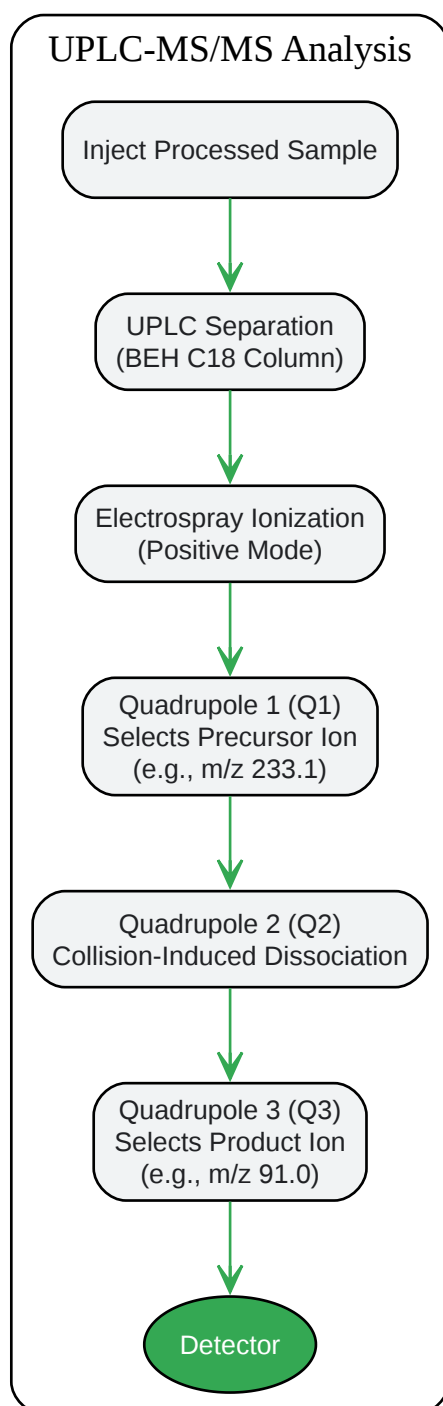 UPLC-MS/MS Analysis
Inject Processed Sample
UPLC Separation
(BEH C18 Column)
Electrospray Ionization
(Positive Mode)
Quadrupole 1 (Q1)
Selects Precursor Ion
(e.g., m/z 233.1)
Quadrupole 2 (Q2)
Collision-Induced Dissociation
Quadrupole 3 (Q3)
Selects Product Ion
(e.g., m/z 91.0)
Detector